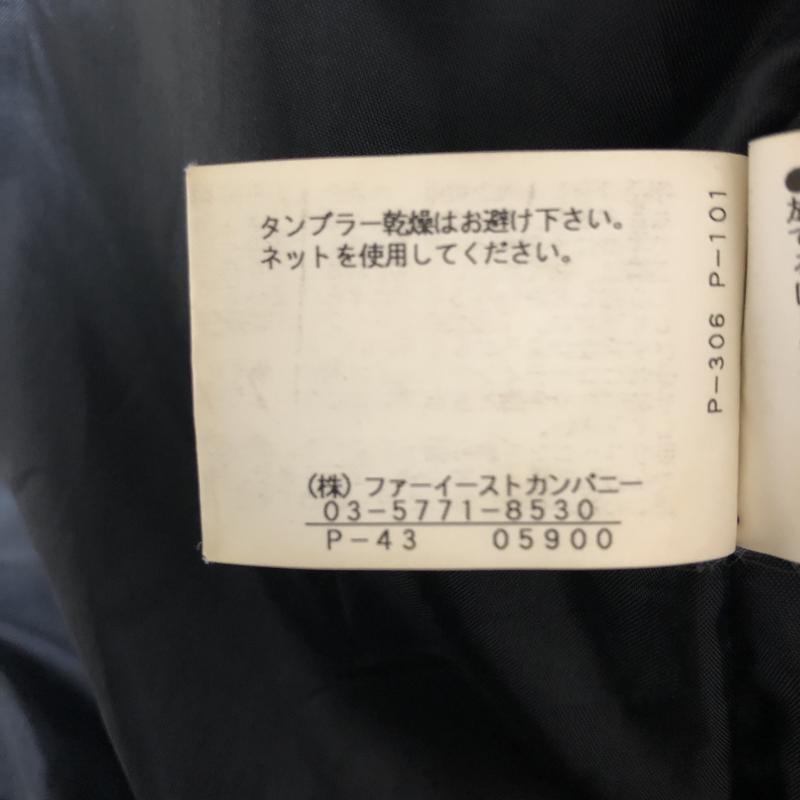 タンブラー乾燥はお避け下さい。
ネットを使用してください。
P-306 P-101
(株) ファーイーストカンパニー
03-5771-8530
P-43 05900